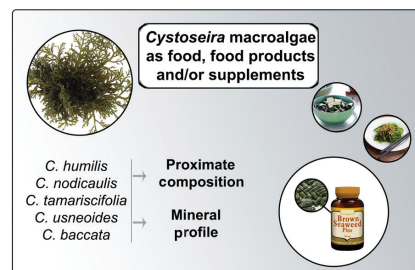 Cystoseira macroalgae
as food, food products
and/or supplements
C. humilis
C. nodicaulis
C. tamariscifolia
C. usneoides
C. baccata
Proximate
composition
Mineral
profile
Brown
Seaweed
Plus